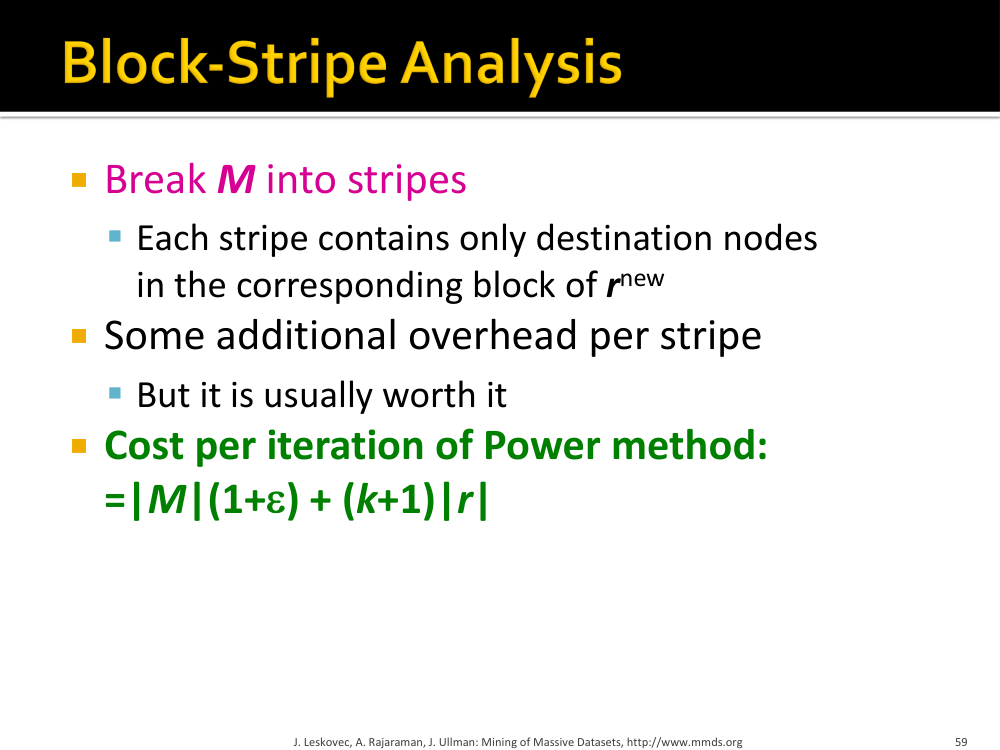 Block-Stripe Analysis
Break M into stripes
Each stripe contains only destination nodes
in the corresponding block of rnew
Some additional overhead per stripe
But it is usually worth it
Cost per iteration of Power method:
=|M|(1+ε) + (k+1)|r|
J. Leskovec, A. Rajaraman, J. Ullman: Mining of Massive Datasets, http://www.mmds.org
59